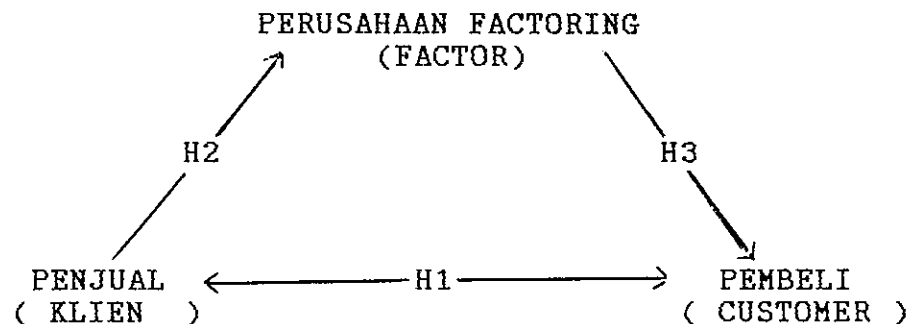 PERUSAHAAN FACTORING
(FACTOR)
H2 H3
PENJUAL H1 PEMBELI
( KLIEN ) ( CUSTOMER )